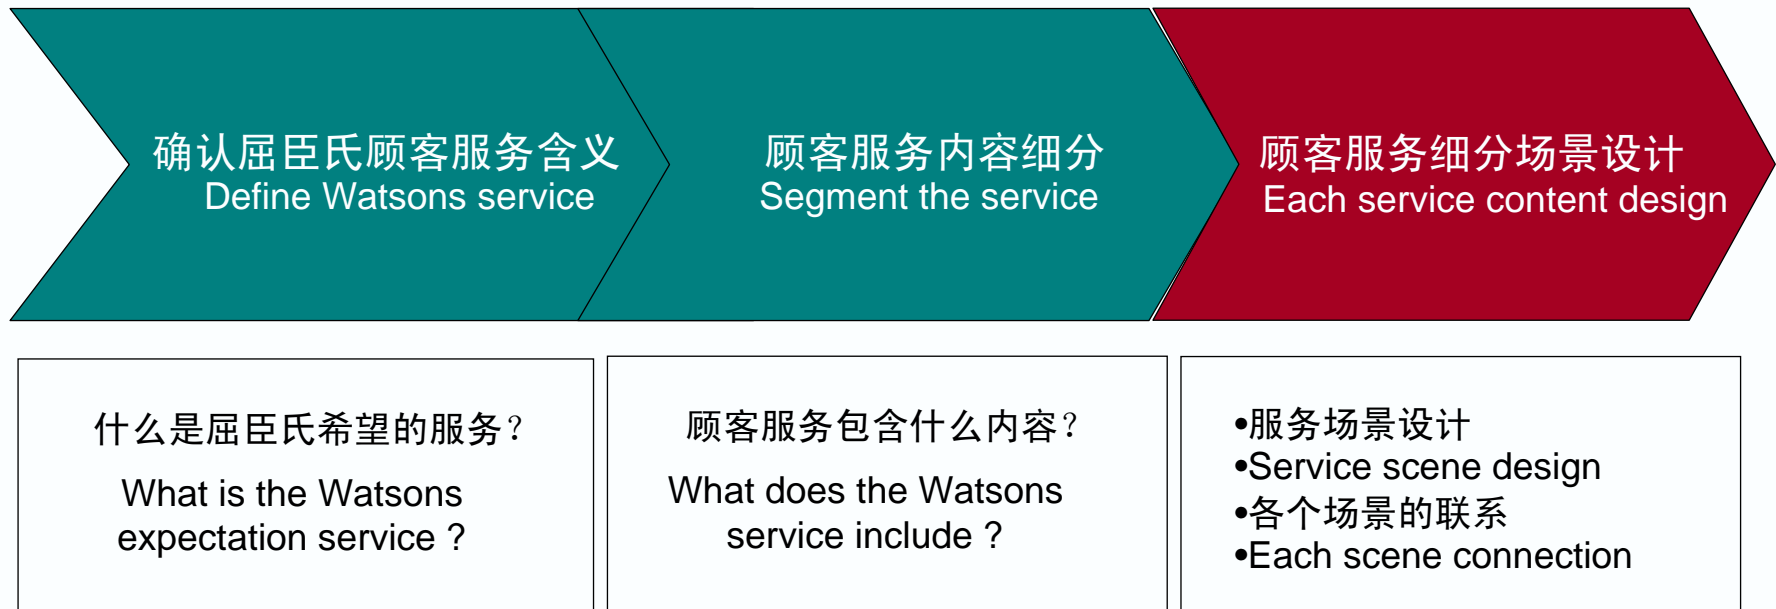 确认屈臣氏顾客服务含义
Define Watsons service
顾客服务内容细分
Segment the service
顾客服务细分场景设计
Each service content design
什么是屈臣氏希望的服务?
What is the Watsons
expectation service ?
顾客服务包含什么内容?
What does the Watsons
service include ?
•服务场景设计
•Service scene design
•各个场景的联系
•Each scene connection